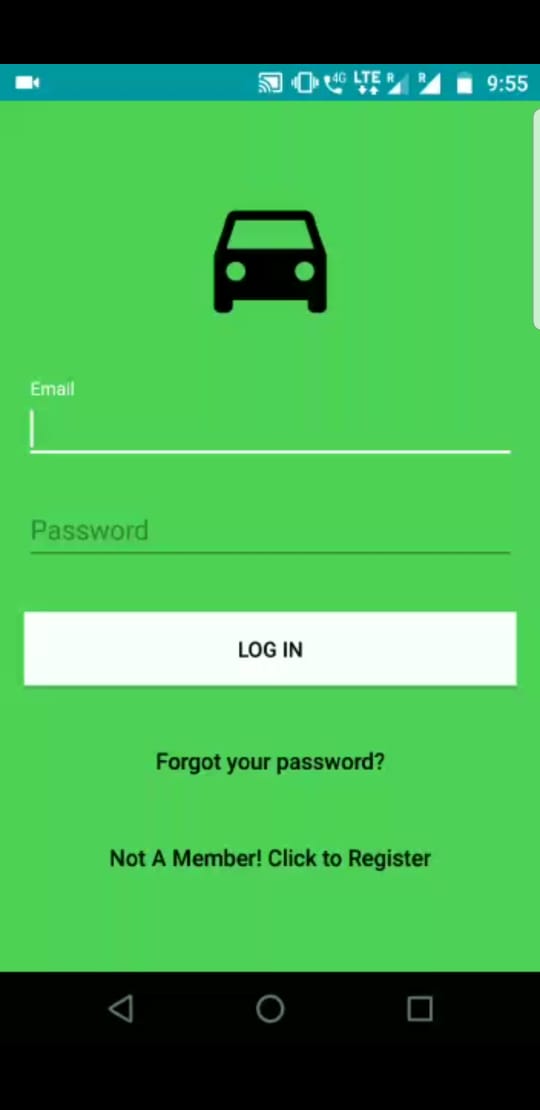 4G LTE R R 9:55
Email
Password
LOG IN
Forgot your password?
Not A Member! Click to Register